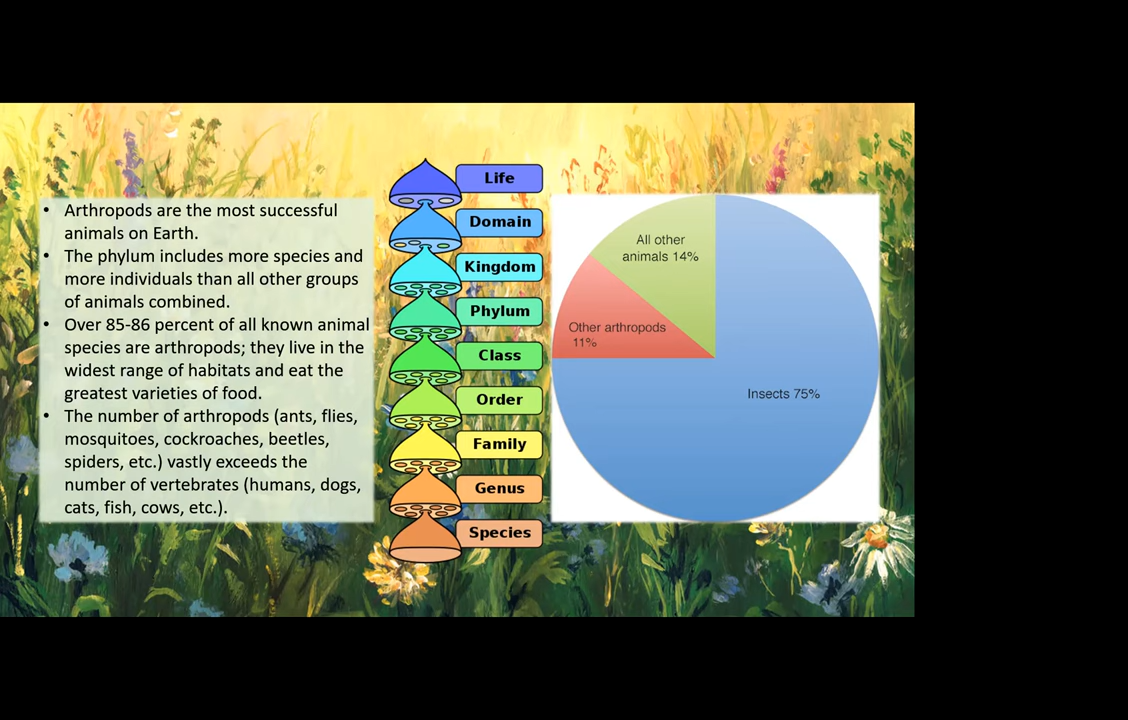 • Arthropods are the most successful
animals on Earth.
• The phylum includes more species and
more individuals than all other groups
of animals combined.
• Over 85-86 percent of all known animal
species are arthropods; they live in the
widest range of habitats and eat the
greatest varieties of food.
• The number of arthropods (ants, flies,
mosquitoes, cockroaches, beetles,
spiders, etc.) vastly exceeds the
number of vertebrates (humans, dogs,
cats, fish, cows, etc.).
Life
Domain
Kingdom
Phylum
Class
Order
Family
Genus
Species
All other
animals 14%
Other arthropods
11%
Insects 75%